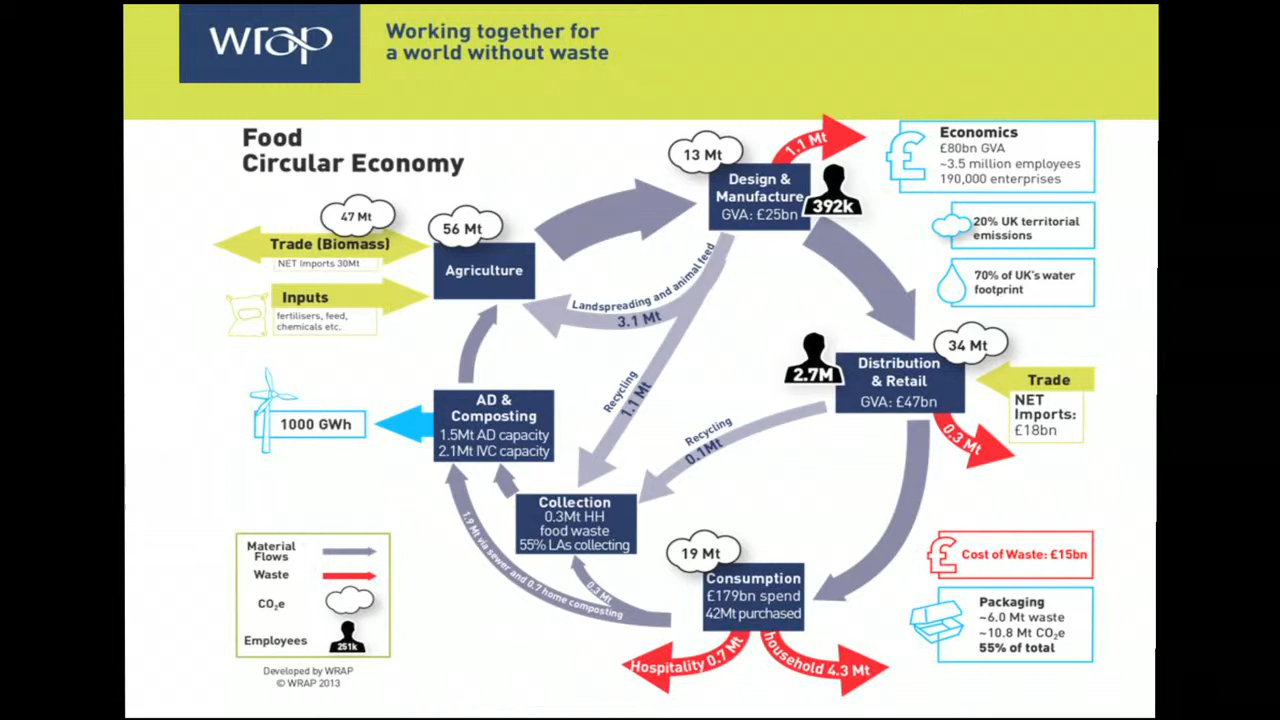 wrap
Working together for
a world without waste
Food
Circular Economy
47 Mt
Trade (Biomass)
NET Imports 30Mt
Inputs
fertilisers, feed,
chemicals etc.
56 Mt
Agriculture
13 Mt
1.1 Mt
Design &
Manufacture
GVA: £25bn
392k
Economics
£80bn GVA
~3.5 million employees
190,000 enterprises
20% UK territorial
emissions
70% of UK's water
footprint
Landspreading and animal feed
3.1 Mt
Recycling
1.1 Mt
2.7M
34 Mt
Distribution
& Retail
GVA: £47bn
Trade
NET
Imports:
£18bn
0.3 Mt
Recycling
0.1Mt
1000 GWh
AD &
Composting
1.5Mt AD capacity
2.1Mt IVC capacity
Collection
0.3Mt HH
food waste
55% LAs collecting
1.9 Mt via sewer and 0.7 home composting
0.3 Mt
19 Mt
Consumption
£179bn spend
42Mt purchased
Hospitality 0.7 Mt
household 4.3 Mt
Cost of Waste: £15bn
Packaging
~6.0 Mt waste
~10.8 Mt CO₂e
55% of total
Material
Flows
Waste
CO₂e
Employees
251k
Developed by WRAP
© WRAP 2013